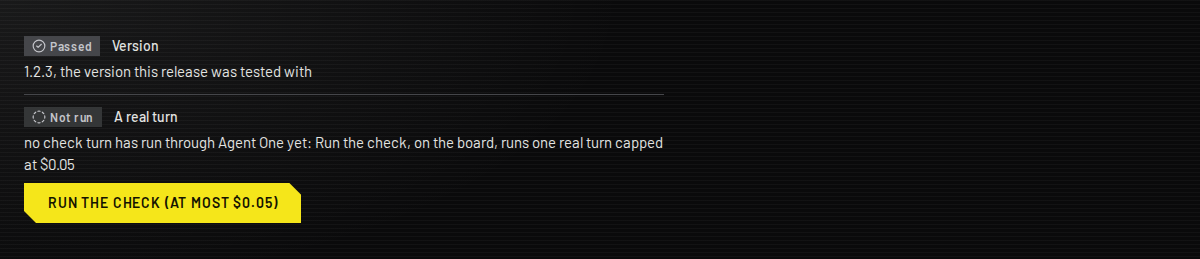 Passed Version
1.2.3, the version this release was tested with
Not run A real turn
no check turn has run through Agent One yet: Run the check, on the board, runs one real turn capped
at $0.05
RUN THE CHECK (AT MOST $0.05)